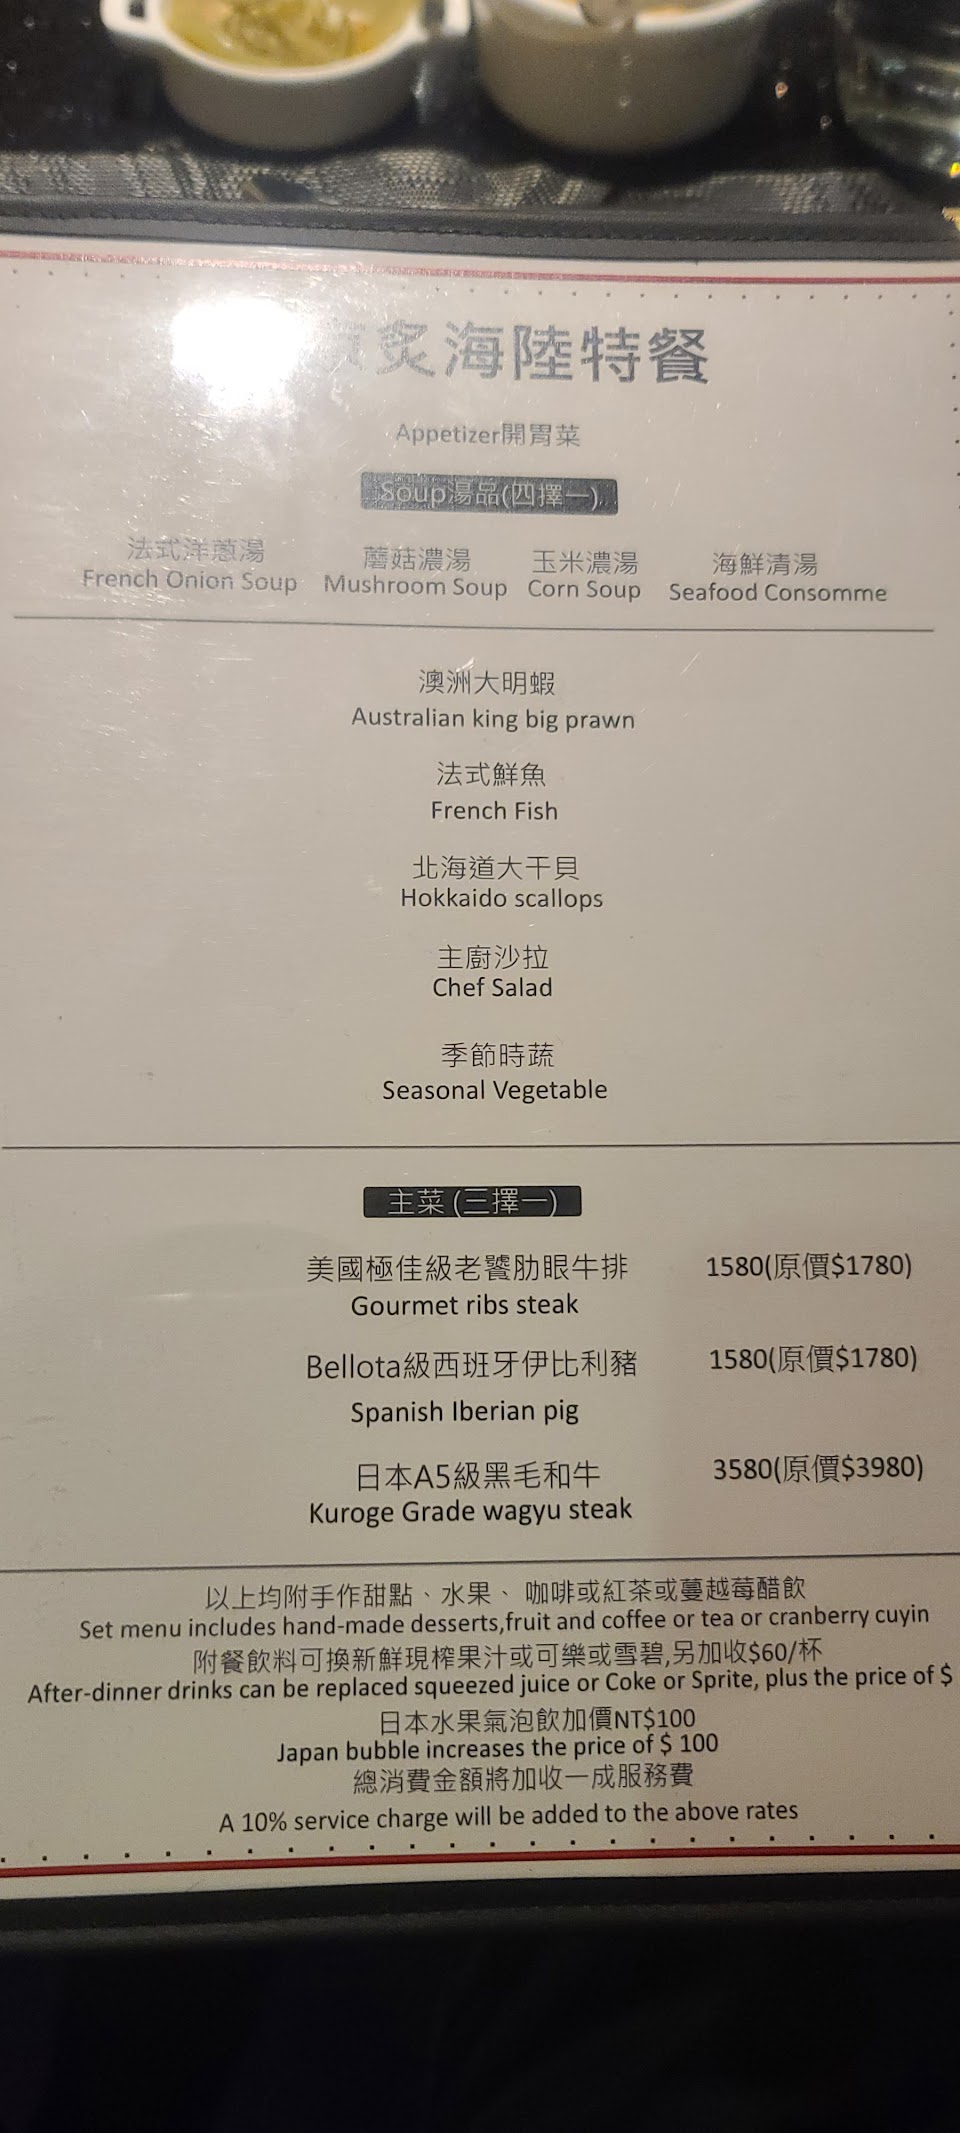 炙海陸特餐
Appetizer開胃菜
Soup湯品(四擇一)
法式洋蔥湯 蘑菇濃湯 玉米濃湯 海鮮清湯
French Onion Soup Mushroom Soup Corn Soup Seafood Consomme
澳洲大明蝦
Australian king big prawn
法式鮮魚
French Fish
北海道大干貝
Hokkaido scallops
主廚沙拉
Chef Salad
季節時蔬
Seasonal Vegetable
主菜 (三擇一)
美國極佳級老饕肋眼牛排 1580(原價$1780)
Gourmet ribs steak
Bellota級西班牙伊比利豬 1580(原價$1780)
Spanish Iberian pig
日本A5級黑毛和牛 3580(原價$3980)
Kuroge Grade wagyu steak
以上均附手作甜點、水果、 咖啡或紅茶或蔓越莓醋飲
Set menu includes hand-made desserts,fruit and coffee or tea or cranberry cuyin
附餐飲料可換新鮮現榨果汁或可樂或雪碧,另加收$60/杯
After-dinner drinks can be replaced squeezed juice or Coke or Sprite, plus the price of $
日本水果氣泡飲加價NT$100
Japan bubble increases the price of $ 100
總消費金額將加收一成服務費
A 10% service charge will be added to the above rates